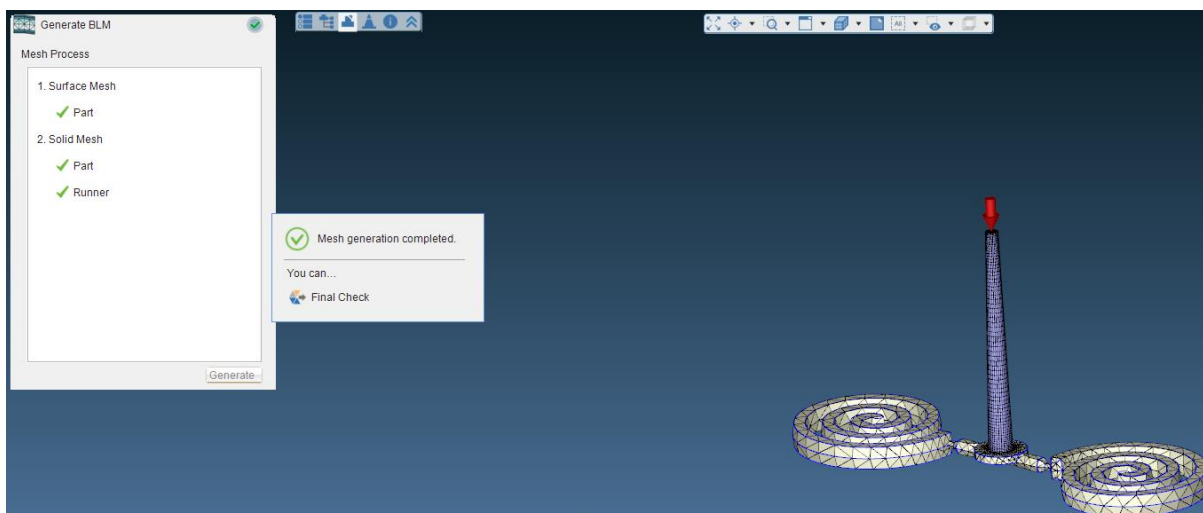 Generate BLM
Mesh Process
1. Surface Mesh
Part
2. Solid Mesh
Part
Runner
Generate
Mesh generation completed.
You can...
Final Check
All